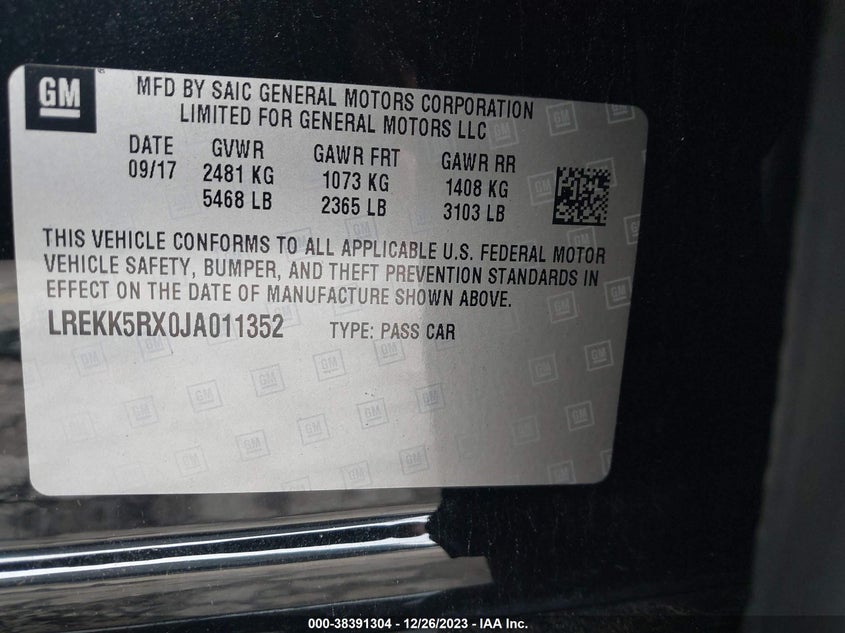 GM
MFD BY SAIC GENERAL MOTORS CORPORATION
LIMITED FOR GENERAL MOTORS LLC
DATE GVWR GAWR FRT GAWR RR
09/17 2481 KG 1073 KG 1408 KG
5468 LB 2365 LB 3103 LB
THIS VEHICLE CONFORMS TO ALL APPLICABLE U.S. FEDERAL MOTOR
VEHICLE SAFETY, BUMPER, AND THEFT PREVENTION STANDARDS IN
EFFECT ON THE DATE OF MANUFACTURE SHOWN ABOVE.
LREKK5RX0JA011352 TYPE: PASS CAR
000-38391304 - 12/26/2023 - IAA Inc.